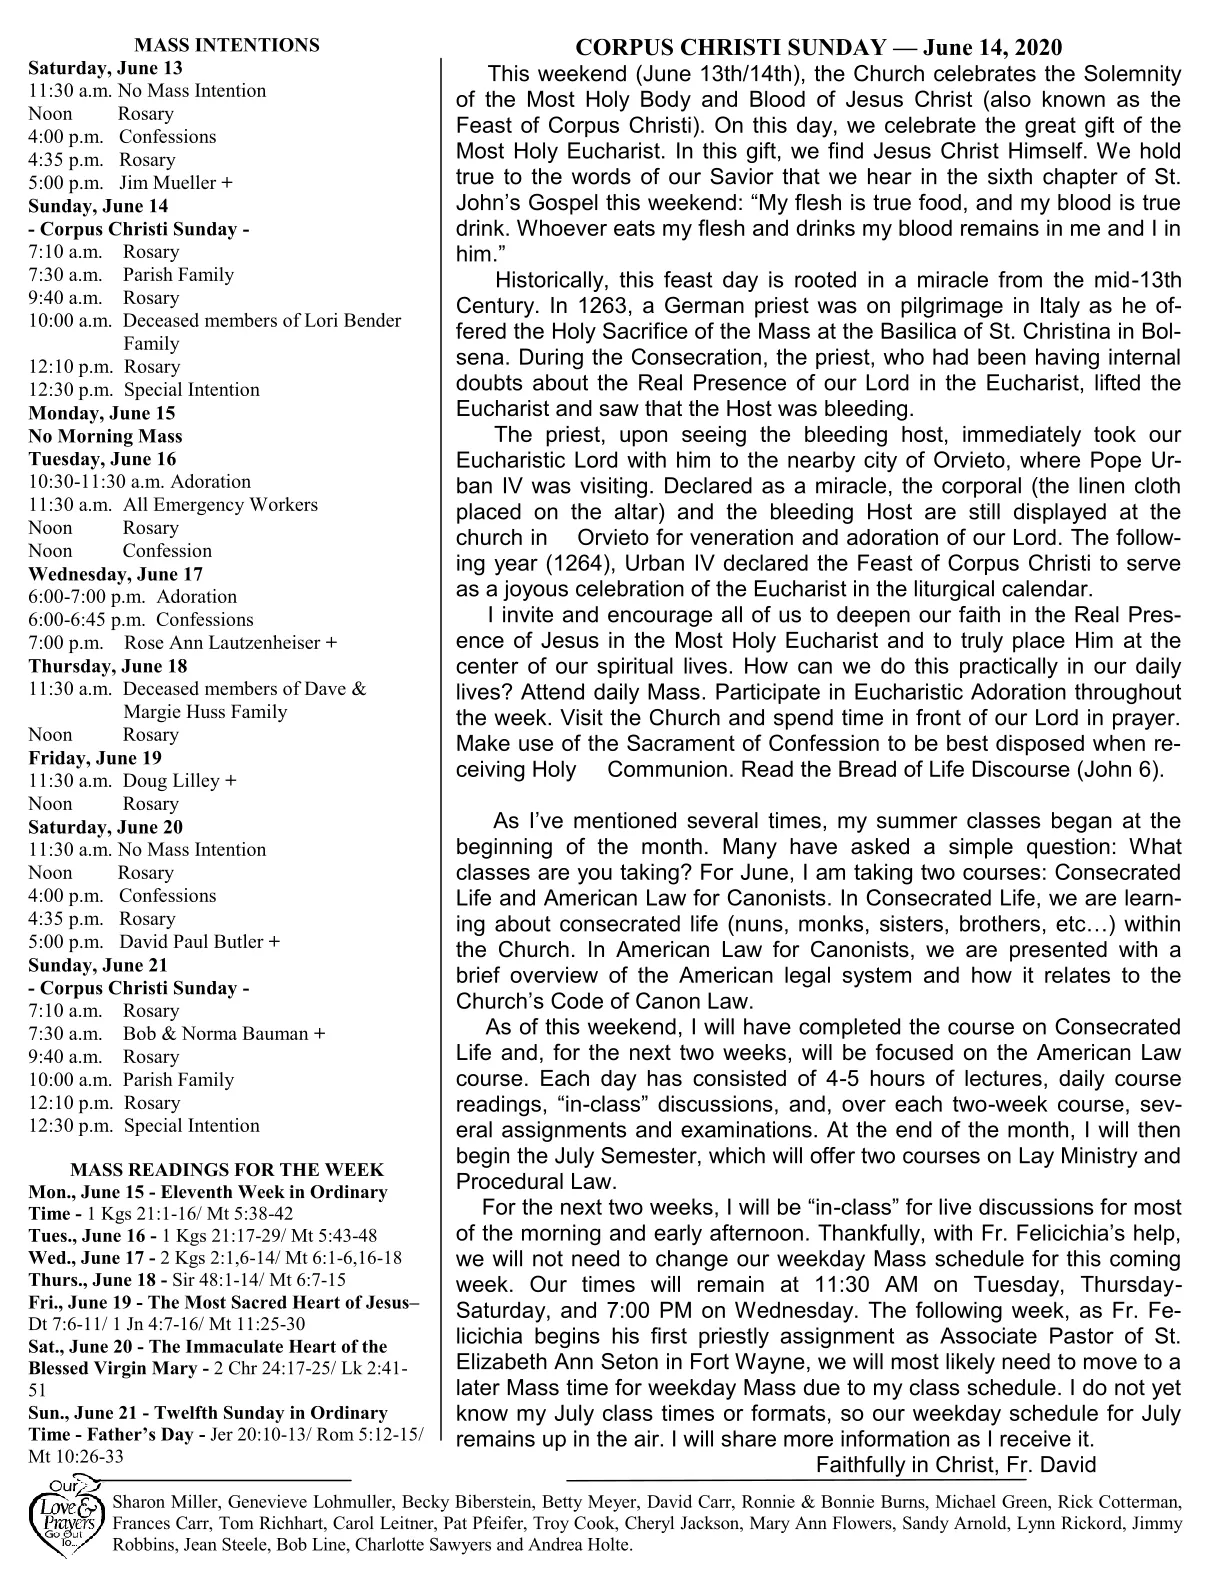 MASS INTENTIONS
Saturday, June 13
11:30 a.m. No Mass Intention
Noon Rosary
4:00 p.m. Confessions
4:35 p.m. Rosary
5:00 p.m. Jim Mueller +
Sunday, June 14
- Corpus Christi Sunday -
7:10 a.m. Rosary
7:30 a.m. Parish Family
9:40 a.m. Rosary
10:00 a.m. Deceased members of Lori Bender
Family
12:10 p.m. Rosary
12:30 p.m. Special Intention
Monday, June 15
No Morning Mass
Tuesday, June 16
10:30-11:30 a.m. Adoration
11:30 a.m. All Emergency Workers
Noon Rosary
Noon Confession
Wednesday, June 17
6:00-7:00 p.m. Adoration
6:00-6:45 p.m. Confessions
7:00 p.m. Rose Ann Lautzenheiser +
Thursday, June 18
11:30 a.m. Deceased members of Dave &
Margie Huss Family
Noon Rosary
Friday, June 19
11:30 a.m. Doug Lilley +
Noon Rosary
Saturday, June 20
11:30 a.m. No Mass Intention
Noon Rosary
4:00 p.m. Confessions
4:35 p.m. Rosary
5:00 p.m. David Paul Butler +
Sunday, June 21
- Corpus Christi Sunday -
7:10 a.m. Rosary
7:30 a.m. Bob & Norma Bauman +
9:40 a.m. Rosary
10:00 a.m. Parish Family
12:10 p.m. Rosary
12:30 p.m. Special Intention
MASS READINGS FOR THE WEEK
Mon., June 15 - Eleventh Week in Ordinary
Time - 1 Kgs 21:1-16/ Mt 5:38-42
Tues., June 16 - 1 Kgs 21:17-29/ Mt 5:43-48
Wed., June 17 - 2 Kgs 2:1,6-14/ Mt 6:1-6,16-18
Thurs., June 18 - Sir 48:1-14/ Mt 6:7-15
Fri., June 19 - The Most Sacred Heart of Jesus–
Dt 7:6-11/ 1 Jn 4:7-16/ Mt 11:25-30
Sat., June 20 - The Immaculate Heart of the
Blessed Virgin Mary - 2 Chr 24:17-25/ Lk 2:41-
51
Sun., June 21 - Twelfth Sunday in Ordinary
Time - Father’s Day - Jer 20:10-13/ Rom 5:12-15/
Mt 10:26-33
CORPUS CHRISTI SUNDAY — June 14, 2020
This weekend (June 13th/14th), the Church celebrates the Solemnity
of the Most Holy Body and Blood of Jesus Christ (also known as the
Feast of Corpus Christi). On this day, we celebrate the great gift of the
Most Holy Eucharist. In this gift, we find Jesus Christ Himself. We hold
true to the words of our Savior that we hear in the sixth chapter of St.
John’s Gospel this weekend: “My flesh is true food, and my blood is true
drink. Whoever eats my flesh and drinks my blood remains in me and I in
him.”
Historically, this feast day is rooted in a miracle from the mid-13th
Century. In 1263, a German priest was on pilgrimage in Italy as he of-
fered the Holy Sacrifice of the Mass at the Basilica of St. Christina in Bol-
sena. During the Consecration, the priest, who had been having internal
doubts about the Real Presence of our Lord in the Eucharist, lifted the
Eucharist and saw that the Host was bleeding.
The priest, upon seeing the bleeding host, immediately took our
Eucharistic Lord with him to the nearby city of Orvieto, where Pope Ur-
ban IV was visiting. Declared as a miracle, the corporal (the linen cloth
placed on the altar) and the bleeding Host are still displayed at the
church in Orvieto for veneration and adoration of our Lord. The follow-
ing year (1264), Urban IV declared the Feast of Corpus Christi to serve
as a joyous celebration of the Eucharist in the liturgical calendar.
I invite and encourage all of us to deepen our faith in the Real Pres-
ence of Jesus in the Most Holy Eucharist and to truly place Him at the
center of our spiritual lives. How can we do this practically in our daily
lives? Attend daily Mass. Participate in Eucharistic Adoration throughout
the week. Visit the Church and spend time in front of our Lord in prayer.
Make use of the Sacrament of Confession to be best disposed when re-
ceiving Holy Communion. Read the Bread of Life Discourse (John 6).
As I’ve mentioned several times, my summer classes began at the
beginning of the month. Many have asked a simple question: What
classes are you taking? For June, I am taking two courses: Consecrated
Life and American Law for Canonists. In Consecrated Life, we are learn-
ing about consecrated life (nuns, monks, sisters, brothers, etc…) within
the Church. In American Law for Canonists, we are presented with a
brief overview of the American legal system and how it relates to the
Church’s Code of Canon Law.
As of this weekend, I will have completed the course on Consecrated
Life and, for the next two weeks, will be focused on the American Law
course. Each day has consisted of 4-5 hours of lectures, daily course
readings, “in-class” discussions, and, over each two-week course, sev-
eral assignments and examinations. At the end of the month, I will then
begin the July Semester, which will offer two courses on Lay Ministry and
Procedural Law.
For the next two weeks, I will be “in-class” for live discussions for most
of the morning and early afternoon. Thankfully, with Fr. Felicichia’s help,
we will not need to change our weekday Mass schedule for this coming
week. Our times will remain at 11:30 AM on Tuesday, Thursday-
Saturday, and 7:00 PM on Wednesday. The following week, as Fr. Fe-
licichia begins his first priestly assignment as Associate Pastor of St.
Elizabeth Ann Seton in Fort Wayne, we will most likely need to move to a
later Mass time for weekday Mass due to my class schedule. I do not yet
know my July class times or formats, so our weekday schedule for July
remains up in the air. I will share more information as I receive it.
Faithfully in Christ, Fr. David
Our
Love &
Prayers
Go Out
To...
Sharon Miller, Genevieve Lohmuller, Becky Biberstein, Betty Meyer, David Carr, Ronnie & Bonnie Burns, Michael Green, Rick Cotterman,
Frances Carr, Tom Richhart, Carol Leitner, Pat Pfeifer, Troy Cook, Cheryl Jackson, Mary Ann Flowers, Sandy Arnold, Lynn Rickord, Jimmy
Robbins, Jean Steele, Bob Line, Charlotte Sawyers and Andrea Holte.